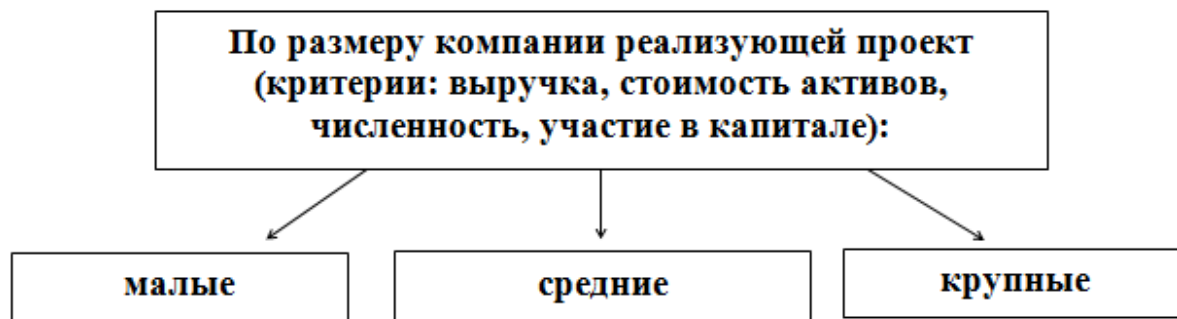 По размеру компании реализующей проект
(критерии: выручка, стоимость активов,
численность, участие в капитале):
малые
средние
крупные